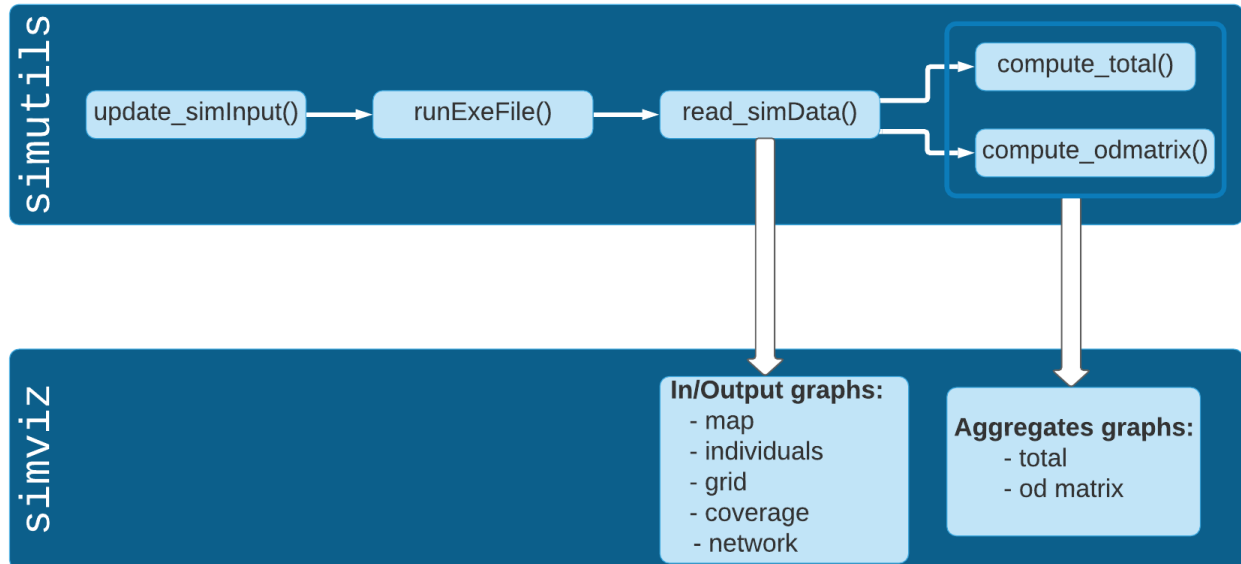 simutils
update_simInput()
runExeFile()
read_simData()
compute_total()
compute_odmatrix()
simviz
In/Output graphs:
- map
- individuals
- grid
- coverage
- network
Aggregates graphs:
- total
- od matrix